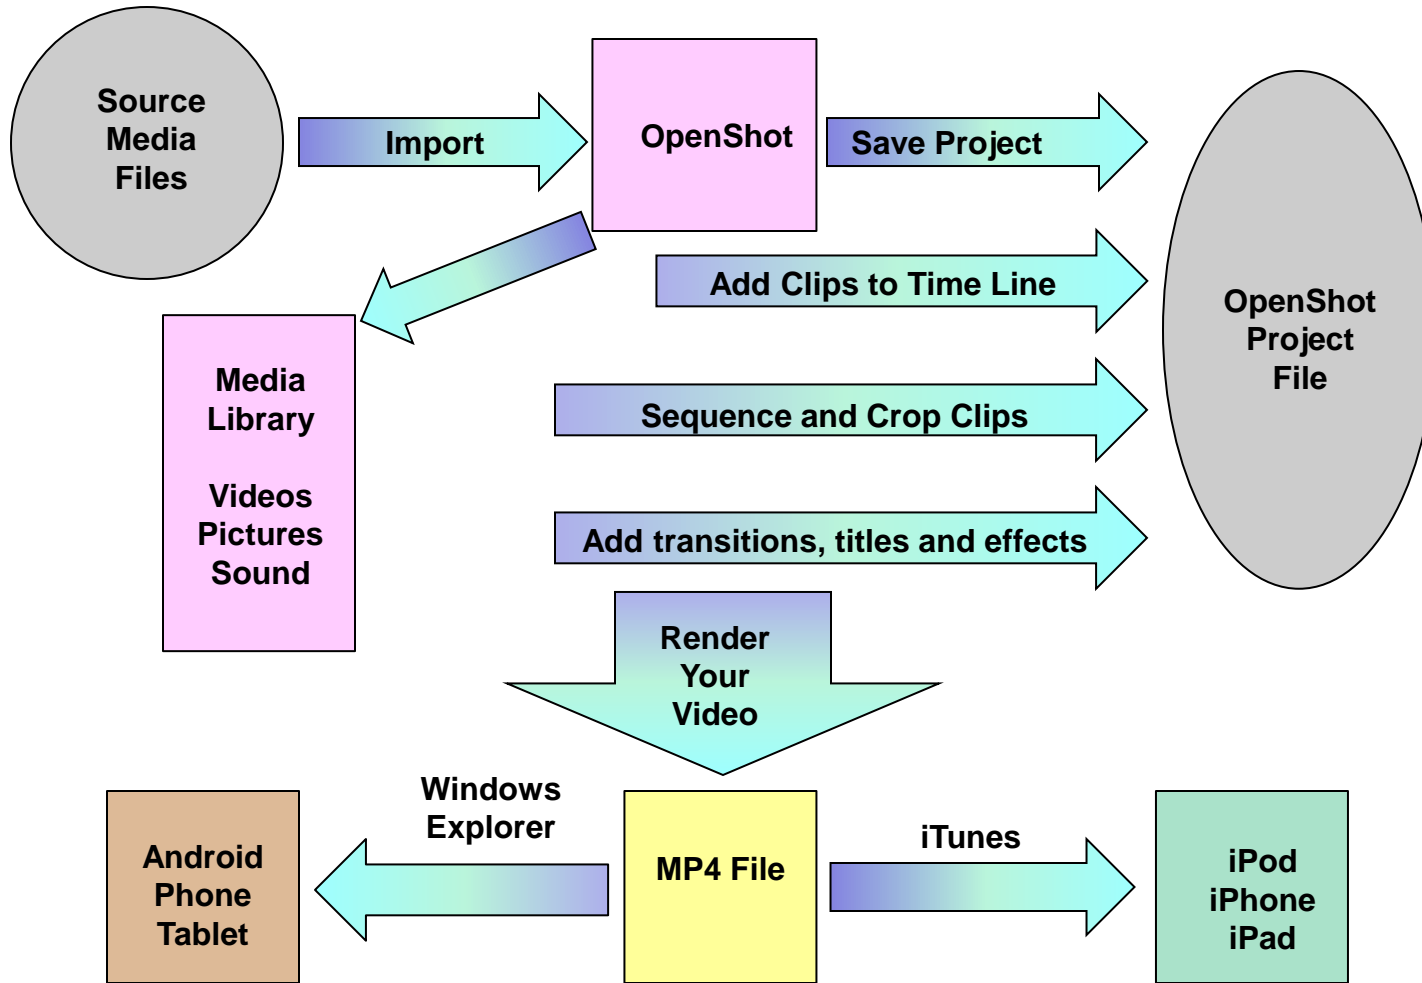 Source
Media
Files
Import
OpenShot
Save Project
Add Clips to Time Line
OpenShot
Project
File
Media
Library
Videos
Pictures
Sound
Sequence and Crop Clips
Add transitions, titles and effects
Render
Your
Video
Windows
Explorer
Android
Phone
Tablet
MP4 File
iTunes
iPod
iPhone
iPad